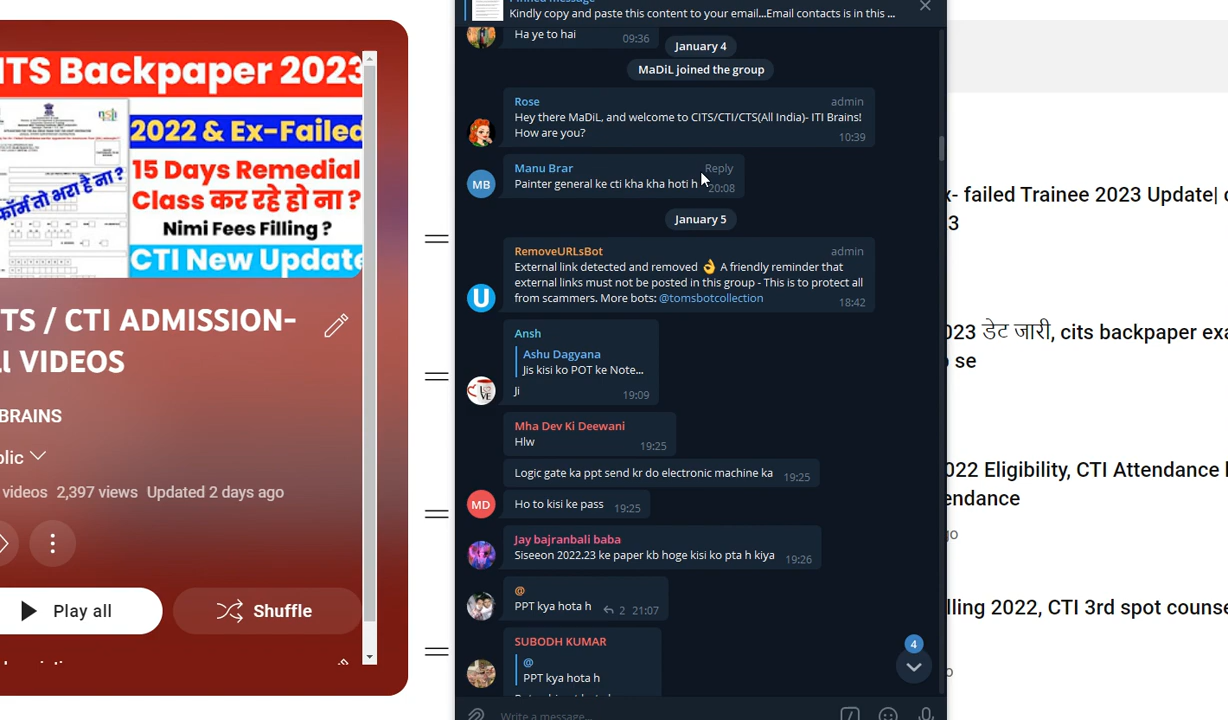 ITS Backpaper 2023
2022 & Ex-Failed
15 Days Remedial
Class कर रहे हो ना ?
Nimi Fees Filling ?
CTI New Update
फॉर्म तो भरा है ना?
TS / CTI ADMISSION-
VIDEOS
BRAINS
videos 2,397 views Updated 2 days ago
Play all
Shuffle
Pinned message
Kindly copy and paste this content to your email...Email contacts is in this ...
Ha ye to hai
09:36
January 4
MaDiL joined the group
Rose admin
Hey there MaDiL, and welcome to CITS/CTI/CTS(All India)- ITI Brains!
How are you?
10:39
MB
Manu Brar Reply
Painter general ke cti kha kha hoti h
20:08
January 5
RemoveURLsBot admin
External link detected and removed 👌 A friendly reminder that
external links must not be posted in this group - This is to protect all
from scammers. More bots: @tomsbotcollection
18:42
U
Ansh
Ashu Dagyana
Jis kisi ko POT ke Note...
Ji
19:09
Mha Dev Ki Deewani
Hlw
19:25
Logic gate ka ppt send kr do electronic machine ka 19:25
MD
Ho to kisi ke pass 19:25
Jay bajranbali baba
Siseeon 2022.23 ke paper kb hoge kisi ko pta h kiya 19:26
@
PPT kya hota h 2 21:07
SUBODH KUMAR
@
PPT kya hota h
4
Write a message...
x- failed Trainee 2023 Update|
3
023 डेट जारी, cits backpaper
se
022 Eligibility, CTI Attendance
endance
go
lling 2022, CTI 3rd spot